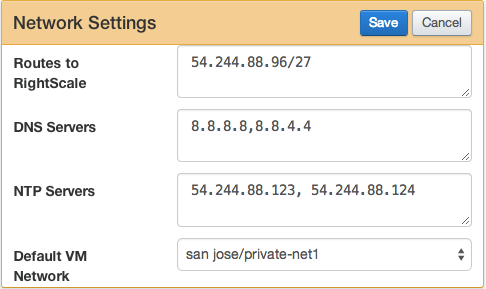 Network Settings Save Cancel
Routes to RightScale 54.244.88.96/27
DNS Servers 8.8.8.8,8.8.4.4
NTP Servers 54.244.88.123, 54.244.88.124
Default VM Network san jose/private-net1